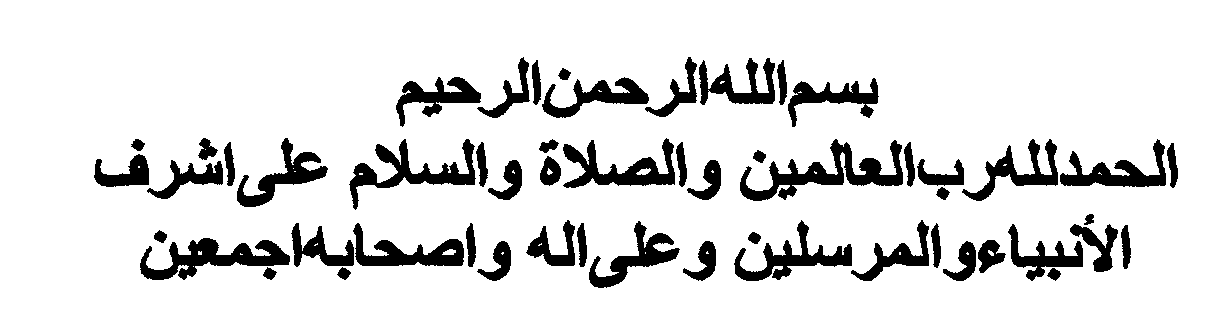 بسم الله الرحمن الرحيم
الحمد لله رب العالمين والصلاة والسلام على اشرف
الأنبياء والمرسلين وعلى اله واصحابه اجمعين